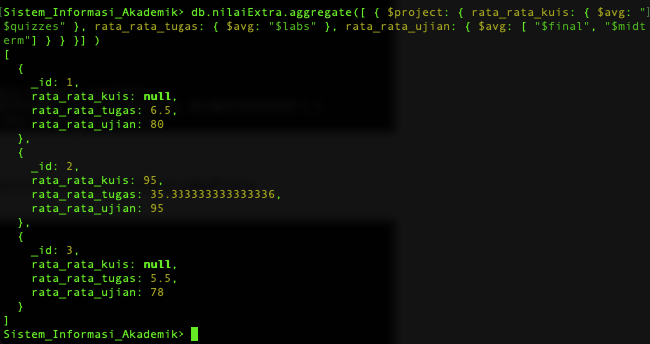 [Sistem_Informasi_Akademik> db.nilaiExtra.aggregate([ { $project: { rata_rata_kuis: { $avg: "]
$quizzes" }, rata_rata_tugas: { $avg: "$labs" }, rata_rata_ujian: { $avg: [ "$final", "$midt
erm"] } } }] )
[
  {
    _id: 1,
    rata_rata_kuis: null,
    rata_rata_tugas: 6.5,
    rata_rata_ujian: 80
  },
  {
    _id: 2,
    rata_rata_kuis: 95,
    rata_rata_tugas: 35.333333333333336,
    rata_rata_ujian: 95
  },
  {
    _id: 3,
    rata_rata_kuis: null,
    rata_rata_tugas: 5.5,
    rata_rata_ujian: 78
  }
]
Sistem_Informasi_Akademik>